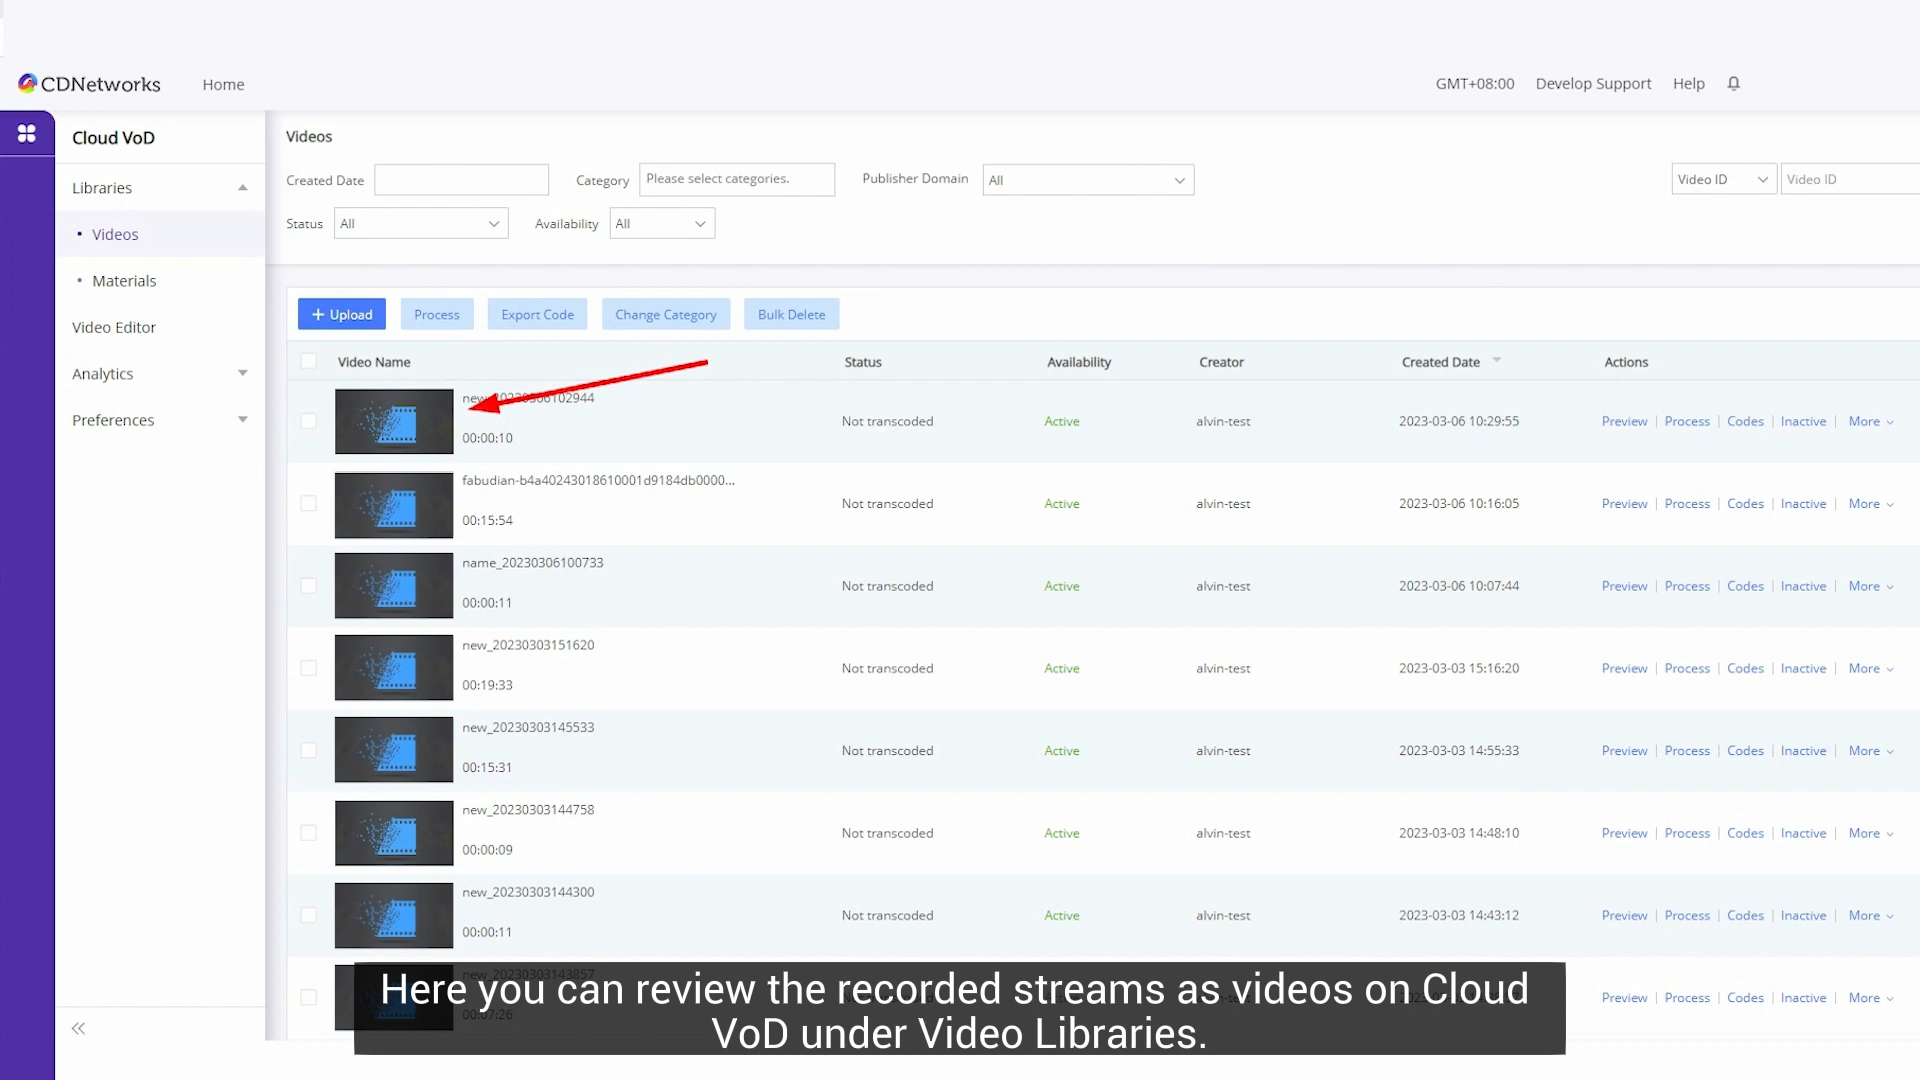 CDNetworks Home GMT+08:00 Develop Support Help
Cloud VoD
Libraries
• Videos
• Materials
Video Editor
Analytics
Preferences
Videos
Created Date Category Please select categories. Publisher Domain All Video ID Video ID
Status All Availability All
+ Upload Process Export Code Change Category Bulk Delete
Video Name Status Availability Creator Created Date Actions
new_20230306102944
00:00:10 Not transcoded Active alvin-test 2023-03-06 10:29:55 Preview | Process | Codes | Inactive | More
fabudian-b4a40243018610001d9184db0000...
00:15:54 Not transcoded Active alvin-test 2023-03-06 10:16:05 Preview | Process | Codes | Inactive | More
name_20230306100733
00:00:11 Not transcoded Active alvin-test 2023-03-06 10:07:44 Preview | Process | Codes | Inactive | More
new_20230303151620
00:19:33 Not transcoded Active alvin-test 2023-03-03 15:16:20 Preview | Process | Codes | Inactive | More
new_20230303145533
00:15:31 Not transcoded Active alvin-test 2023-03-03 14:55:33 Preview | Process | Codes | Inactive | More
new_20230303144758
00:00:09 Not transcoded Active alvin-test 2023-03-03 14:48:10 Preview | Process | Codes | Inactive | More
new_20230303144300
00:00:11 Not transcoded Active alvin-test 2023-03-03 14:43:12 Preview | Process | Codes | Inactive | More
new_20230303143857
00:07:26 Preview | Process | Codes | Inactive | More
Here you can review the recorded streams as videos on Cloud
VoD under Video Libraries.